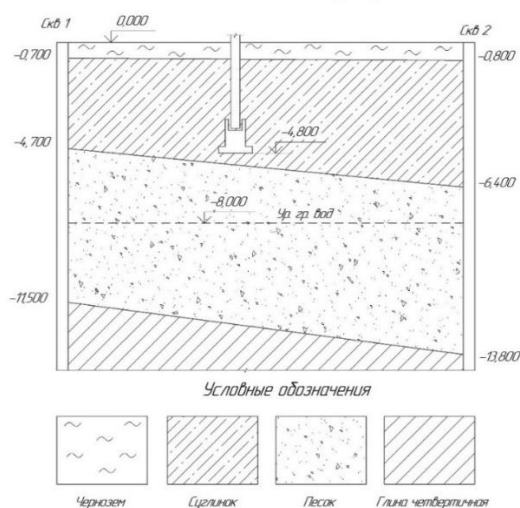 Скв 1
0,000
Скв 2
-0,700
-0,800
-4,700
-4,800
-6,400
-8,000
Ур. гр. вод
-11,500
-13,800
Условные обозначения
Чернозем
Суглинок
Песок
Глина четвертичная